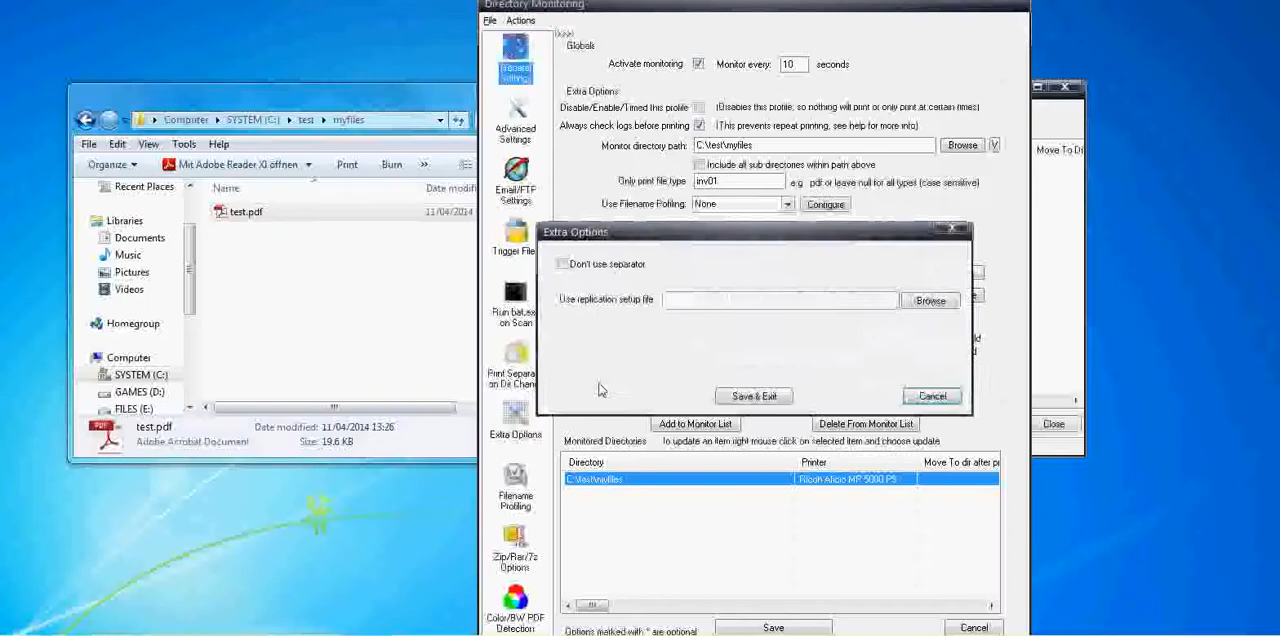 Directory Monitoring
File Actions
>>>
Globals
Activate monitoring Monitor every: 10 seconds
Extra Options
Disable/Enable/Timed this profile (Disables this profile, so nothing will print or only print at certain times)
Always check logs before printing (This prevents repeat printing, see help for more info)
Monitor directory path: C:\test\myfiles Browse V
Include all sub directories within path above
Only print file type inv01 e.g pdf or leave null for all types (case sensitive)
Use Filename Profiling: None Configure
General Settings
Advanced Settings
Email/FTP Settings
Trigger File
Run bat,ex on Scan
Print Separa on Dir Chan
Extra Options
Filename Profiling
Zip/Rar/7z Options
Color/BW PDF Detection
Computer SYSTEM (C:) test myfiles
File Edit View Tools Help
Organize Mit Adobe Reader XI öffnen Print Burn »
Recent Places
Libraries
Documents
Music
Pictures
Videos
Homegroup
Computer
SYSTEM (C:)
GAMES (D:)
FILES (E:)
Name Date modif
test.pdf 11/04/2014
test.pdf Date modified: 11/04/2014 13:26
Adobe Acrobat Document Size: 19.6 KB
Extra Options
Don't use separator
Use replication setup file Browse
Save & Exit Cancel
Add to Monitor List Delete From Monitor List
Monitored Directories To update an item right mouse click on selected item and choose update
Directory Printer Move To dir after pr
C:\test\myfiles Ricoh Aficio MP 5000 PS
Options marked with * are optional Save Cancel
Move To Di
Close